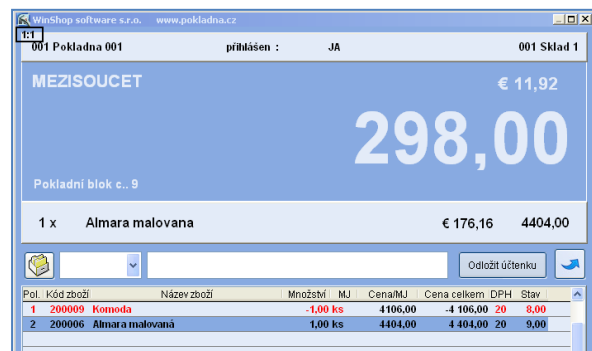 WinShop software s.r.o. www.pokladna.cz
1:1
001 Pokladna 001 přihlášen : JA 001 Sklad 1
MEZISOUCET € 11,92
298,00
Pokladní blok c.. 9
1 x Almara malovana € 176,16 4404,00
Odložit účtenku
Pol. Kód zboží Název zboží Množství MJ Cena/MJ Cena celkem DPH Stav
1 200009 Komoda -1,00 ks 4106,00 -4 106,00 20 8,00
2 200006 Almara malovaná 1,00 ks 4404,00 4 404,00 20 9,00